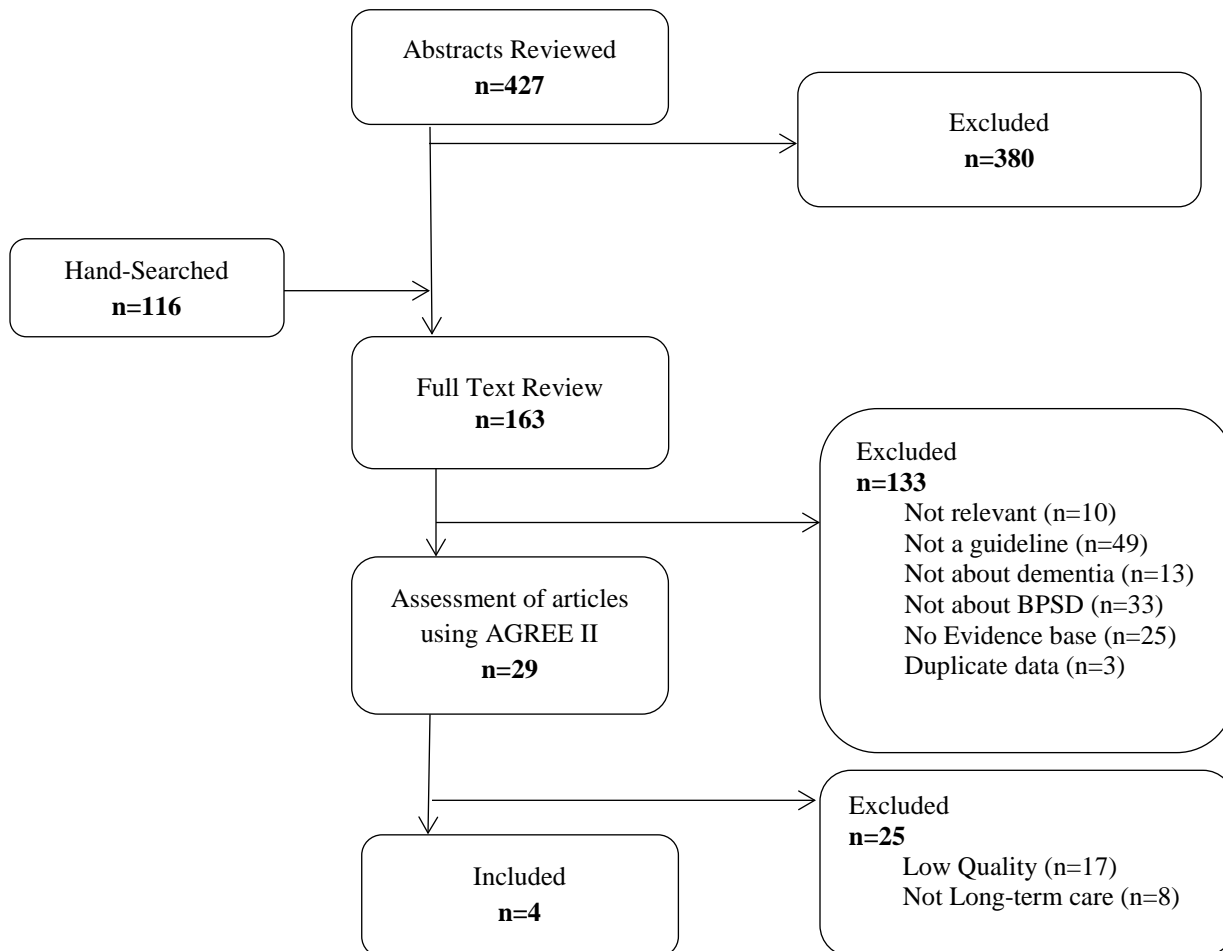 Abstracts Reviewed
n=427
Excluded
n=380
Hand-Searched
n=116
Full Text Review
n=163
Excluded
n=133
Not relevant (n=10)
Not a guideline (n=49)
Not about dementia (n=13)
Not about BPSD (n=33)
No Evidence base (n=25)
Duplicate data (n=3)
Assessment of articles
using AGREE II
n=29
Excluded
n=25
Low Quality (n=17)
Not Long-term care (n=8)
Included
n=4